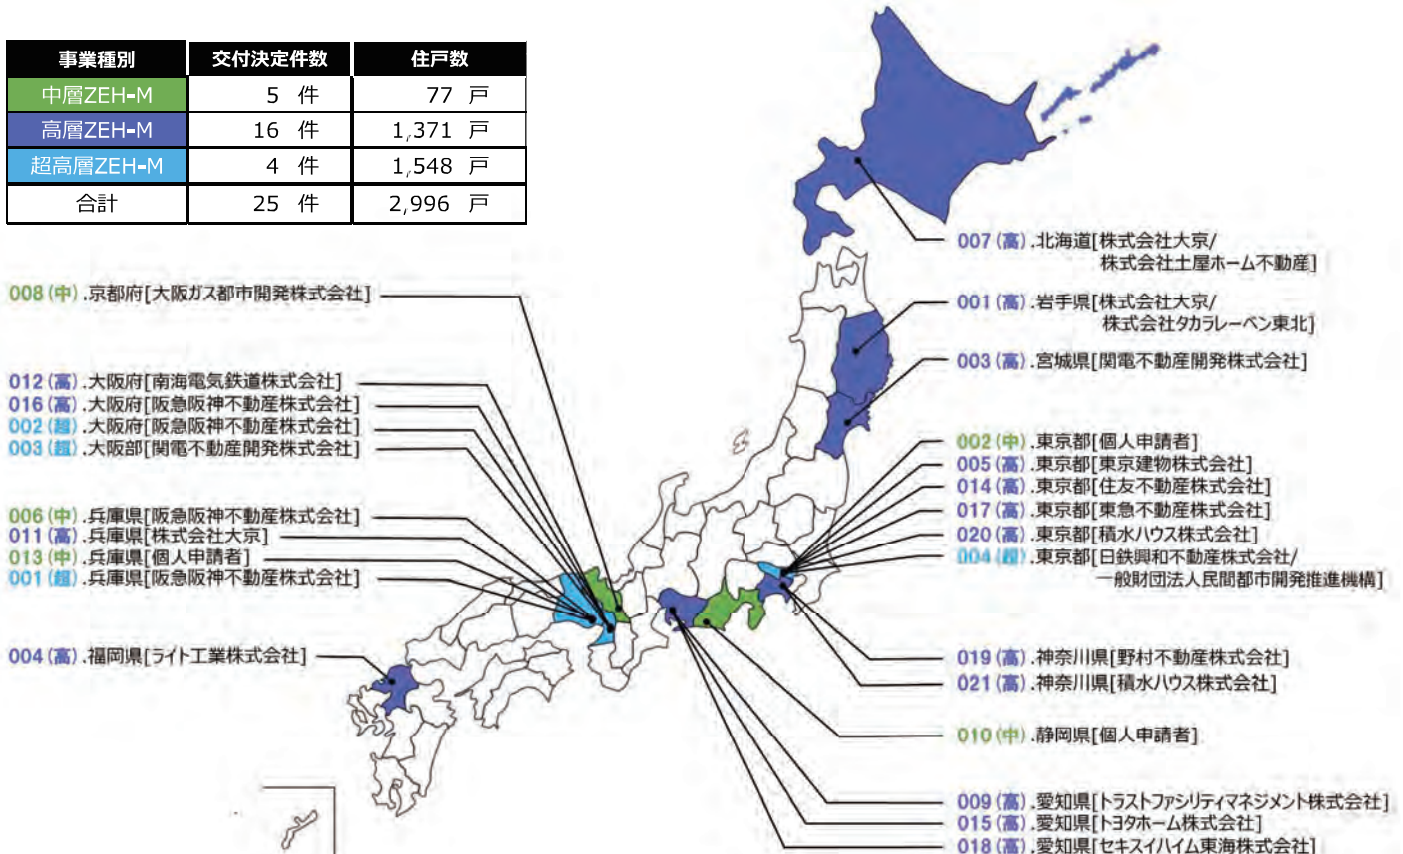 事業種別 交付決定件数 住戸数
中層ZEH-M 5 件 77 戸
高層ZEH-M 16 件 1,371 戸
超高層ZEH-M 4 件 1,548 戸
合計 25 件 2,996 戸
008(中).京都府[大阪ガス都市開発株式会社]
012(高).大阪府[南海電気鉄道株式会社]
016(高).大阪府[阪急阪神不動産株式会社]
002(超).大阪府[阪急阪神不動産株式会社]
003(超).大阪部[関電不動産開発株式会社]
006(中).兵庫県[阪急阪神不動産株式会社]
011(高).兵庫県[株式会社大京]
013(中).兵庫県[個人申請者]
001(超).兵庫県[阪急阪神不動産株式会社]
004(高).福岡県[ライト工業株式会社]
007(高).北海道[株式会社大京/
株式会社土屋ホーム不動産]
001(高).岩手県[株式会社大京/
株式会社タカラレーベン東北]
003(高).宮城県[関電不動産開発株式会社]
002(中).東京都[個人申請者]
005(高).東京都[東京建物株式会社]
014(高).東京都[住友不動産株式会社]
017(高).東京都[東急不動産株式会社]
020(高).東京都[積水ハウス株式会社]
004(超).東京都[日鉄興和不動産株式会社/
一般財団法人民間都市開発推進機構]
019(高).神奈川県[野村不動産株式会社]
021(高).神奈川県[積水ハウス株式会社]
010(中).静岡県[個人申請者]
009(高).愛知県[トラストファシリティマネジメント株式会社]
015(高).愛知県[トヨタホーム株式会社]
018(高).愛知県[セキスイハイム東海株式会社]